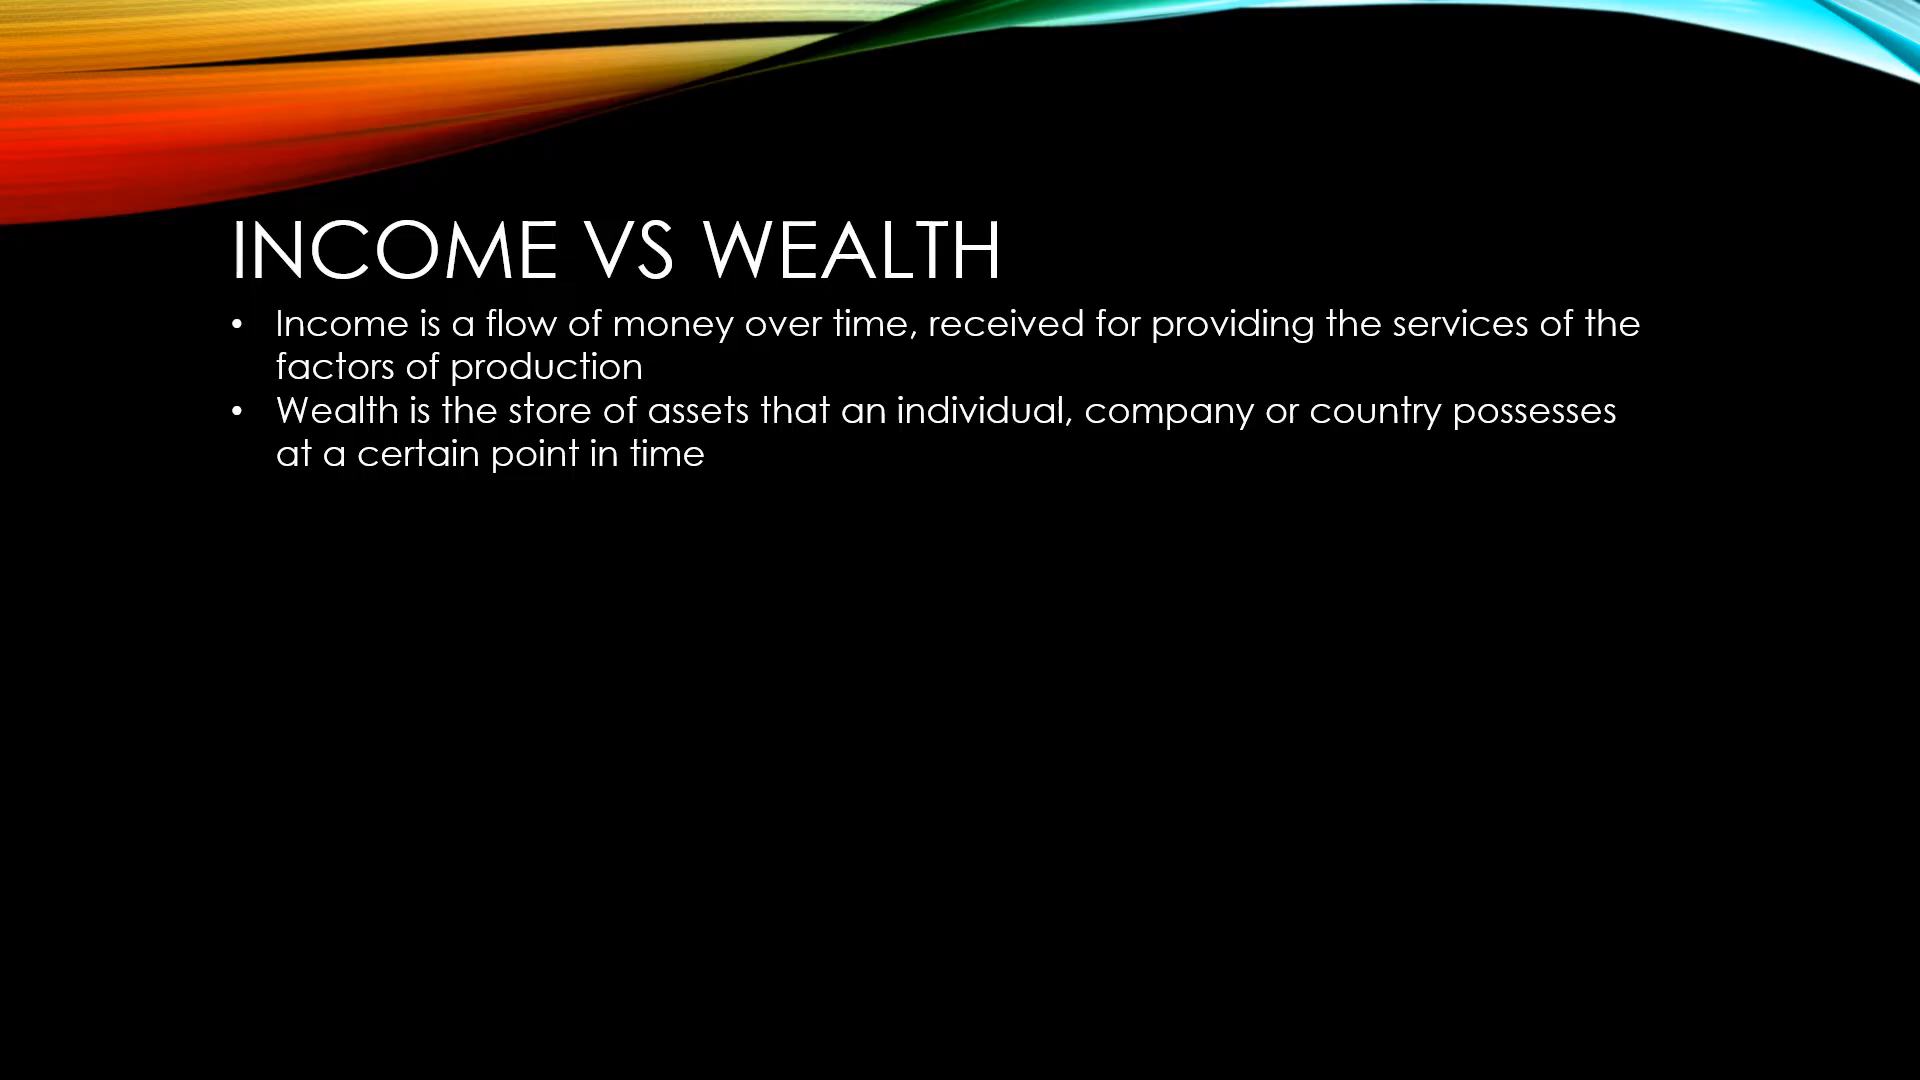 INCOME VS WEALTH
• Income is a flow of money over time, received for providing the services of the
factors of production
• Wealth is the store of assets that an individual, company or country possesses
at a certain point in time